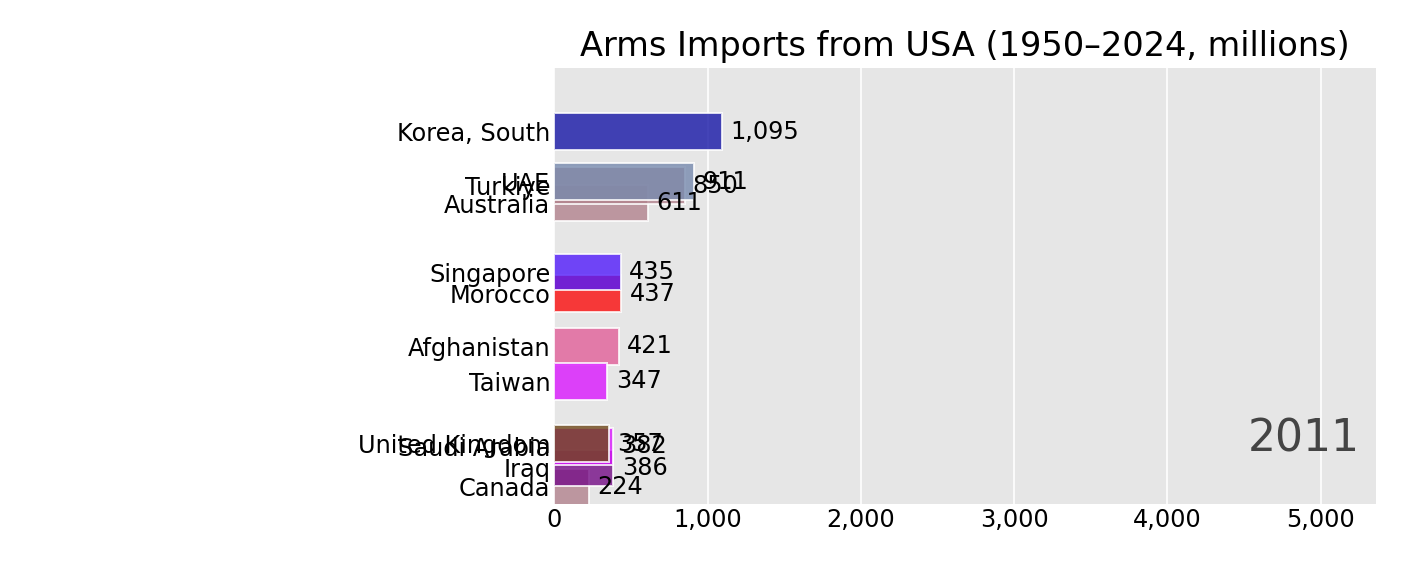 Arms Imports from USA (1950–2024, millions)
Korea, South 1,095
UAE 911
Turkiye 850
Australia 611
Singapore 435
Morocco 437
Afghanistan 421
Taiwan 347
United Kingdom 357
Saudi Arabia 382
Iraq 386
Canada 224
2011
0 1,000 2,000 3,000 4,000 5,000